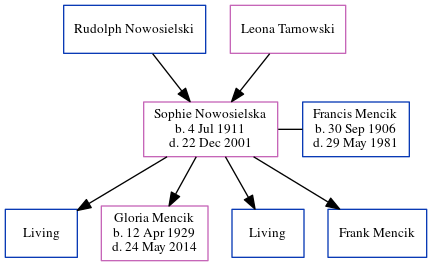 Rudolph Nowosielski
Leona Tarnowski
Sophie Nowosielska
b. 4 Jul 1911
d. 22 Dec 2001
Francis Mencik
b. 30 Sep 1906
d. 29 May 1981
Living
Gloria Mencik
b. 12 Apr 1929
d. 24 May 2014
Living
Frank Mencik